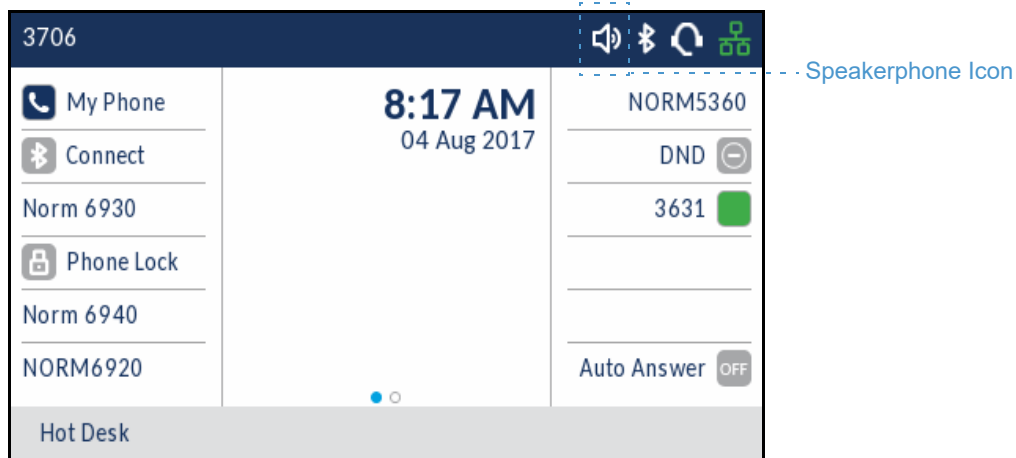 3706
Speakerphone Icon
My Phone
8:17 AM
NORM5360
04 Aug 2017
Connect
DND
Norm 6930
3631
Phone Lock
Norm 6940
NORM6920
Auto Answer OFF
Hot Desk